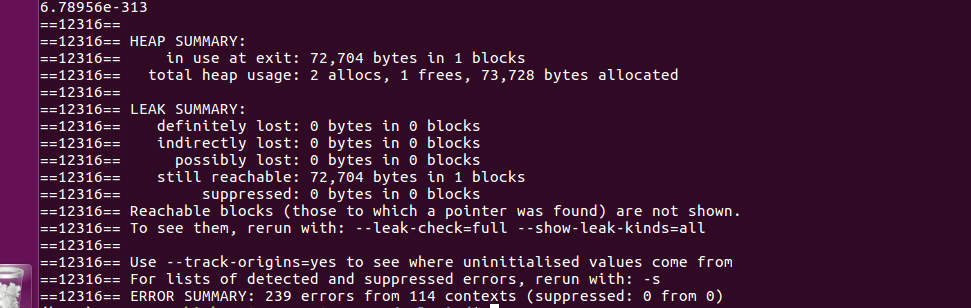 6.78956e-313
==12316==
==12316== HEAP SUMMARY:
==12316==     in use at exit: 72,704 bytes in 1 blocks
==12316==   total heap usage: 2 allocs, 1 frees, 73,728 bytes allocated
==12316==
==12316== LEAK SUMMARY:
==12316==    definitely lost: 0 bytes in 0 blocks
==12316==    indirectly lost: 0 bytes in 0 blocks
==12316==      possibly lost: 0 bytes in 0 blocks
==12316==    still reachable: 72,704 bytes in 1 blocks
==12316==         suppressed: 0 bytes in 0 blocks
==12316== Reachable blocks (those to which a pointer was found) are not shown.
==12316== To see them, rerun with: --leak-check=full --show-leak-kinds=all
==12316==
==12316== Use --track-origins=yes to see where uninitialised values come from
==12316== For lists of detected and suppressed errors, rerun with: -s
==12316== ERROR SUMMARY: 239 errors from 114 contexts (suppressed: 0 from 0)